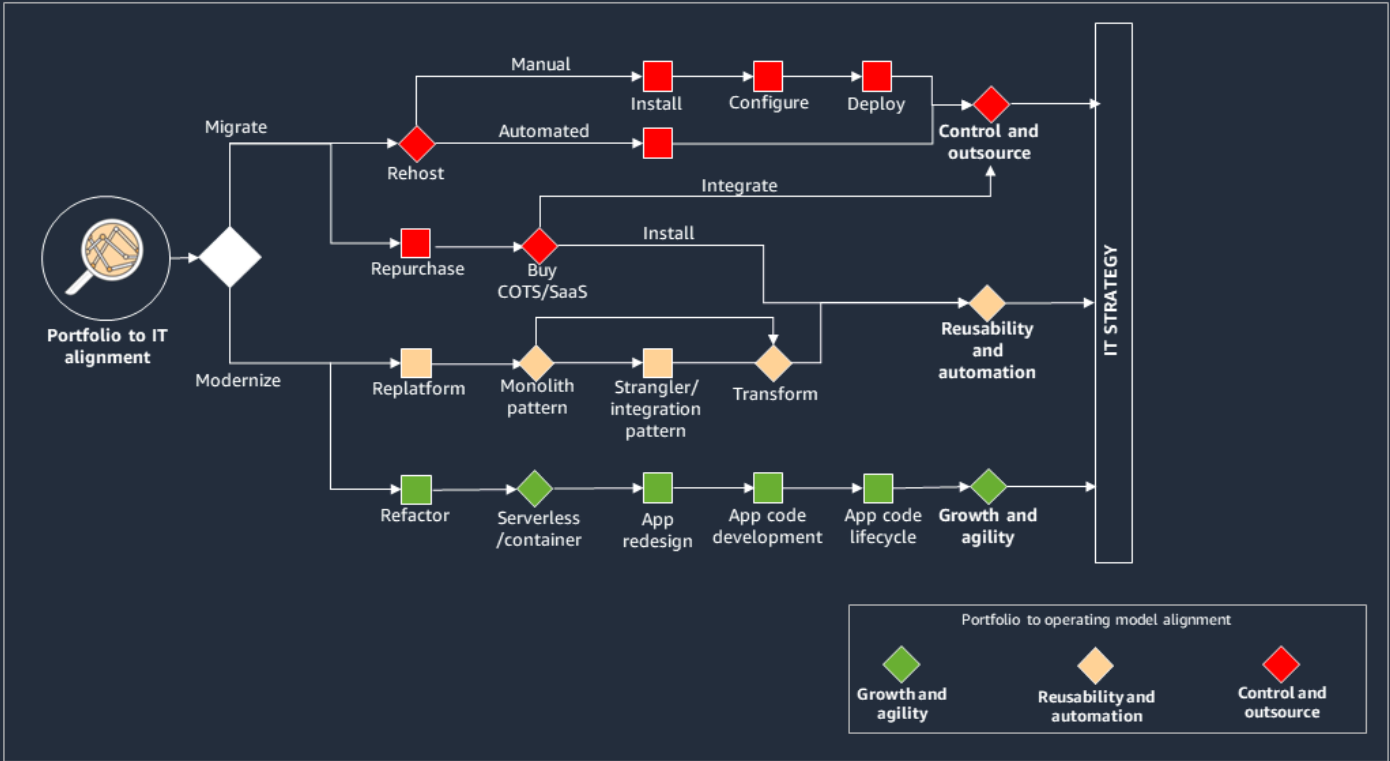 Manual
Install
Configure
Deploy
Migrate
Automated
Rehost
Control and
outsource
Integrate
Install
Repurchase
Buy
COTS/SaaS
Portfolio to IT
alignment
Reusability
and
automation
IT STRATEGY
Modernize
Replatform
Monolith
pattern
Strangler/
integration
pattern
Transform
Refactor
Serverless
/container
App
redesign
App code
development
App code
lifecycle
Growth and
agility
Portfolio to operating model alignment
Growth and
agility
Reusability and
automation
Control and
outsource